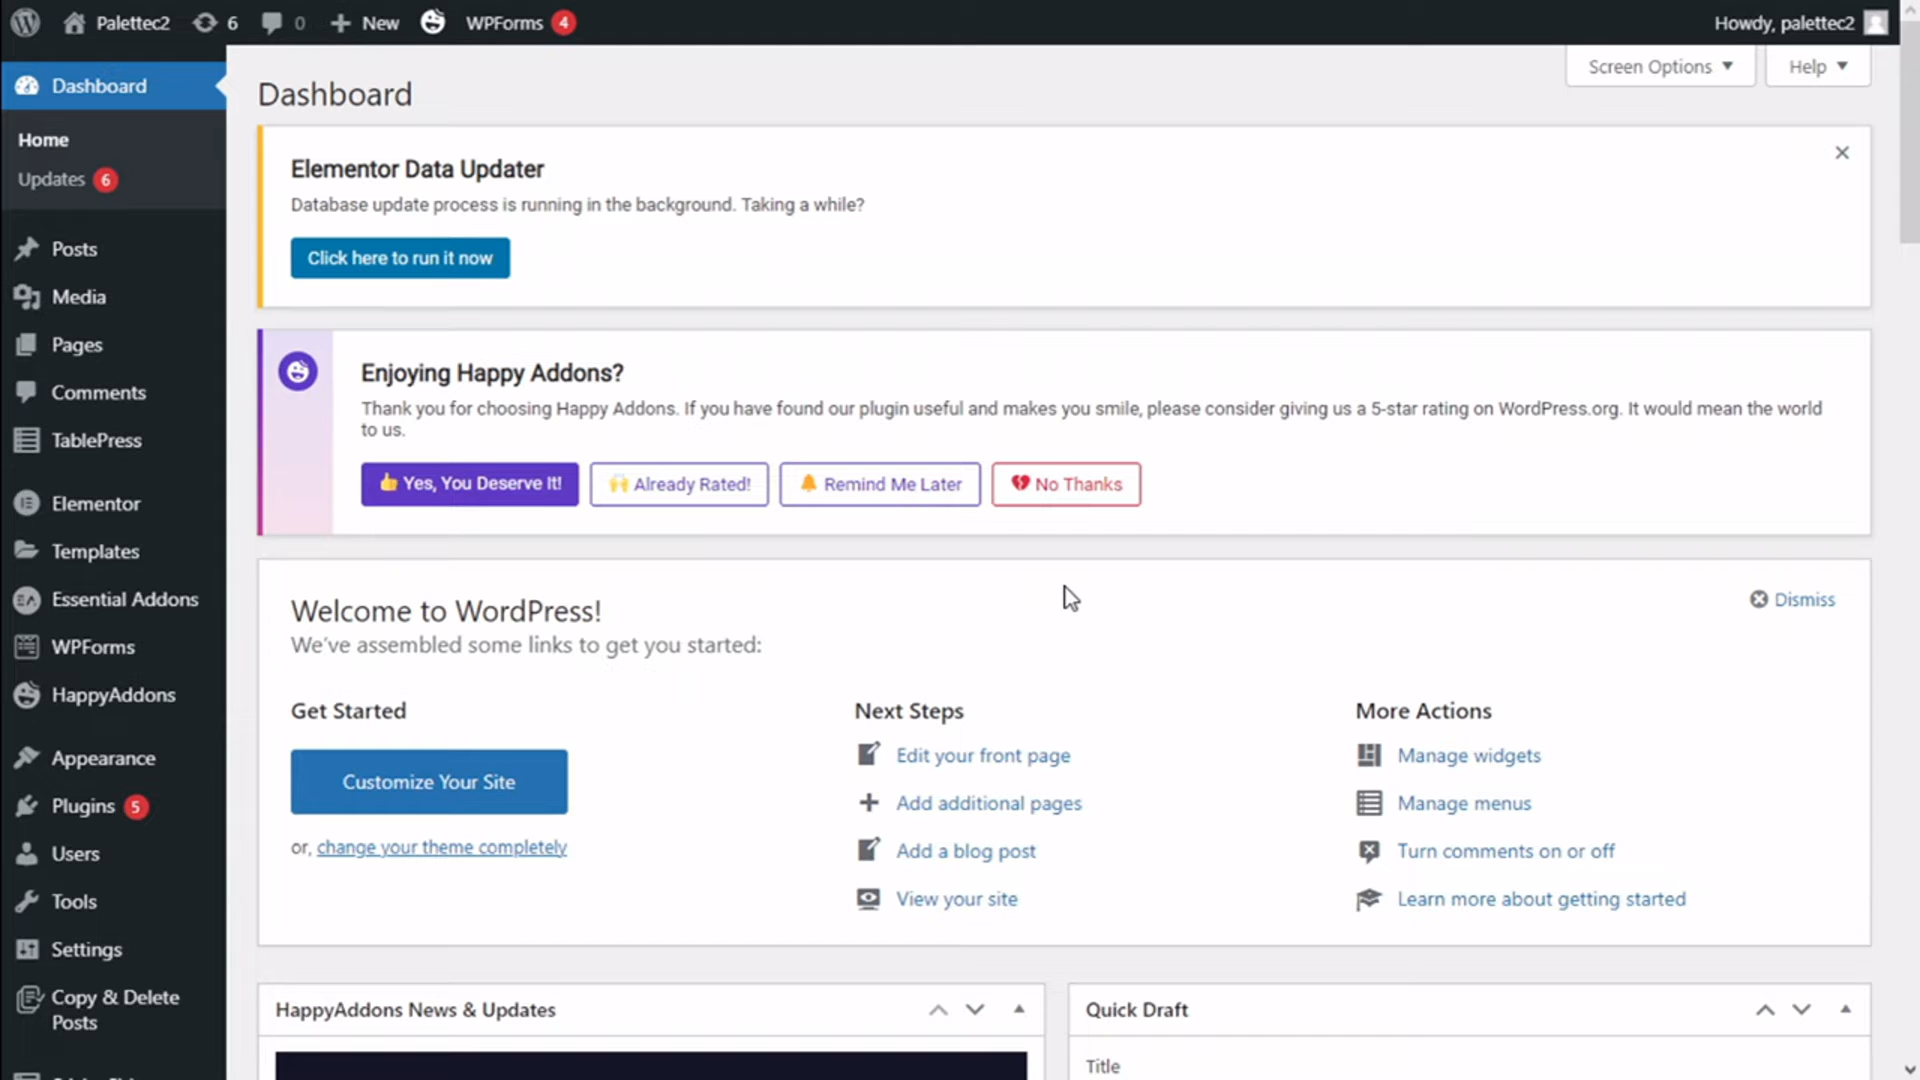 Palettec2 6 0 New WPForms 4 Howdy, palettec2
Dashboard
Home
Updates 6
Posts
Media
Pages
Comments
TablePress
Elementor
Templates
Essential Addons
WPForms
HappyAddons
Appearance
Plugins 5
Users
Tools
Settings
Copy & Delete
Posts
Screen Options Help
Dashboard
Elementor Data Updater
Database update process is running in the background. Taking a while?
Click here to run it now
Enjoying Happy Addons?
Thank you for choosing Happy Addons. If you have found our plugin useful and makes you smile, please consider giving us a 5-star rating on WordPress.org. It would mean the world
to us.
Yes, You Deserve It! Already Rated! Remind Me Later No Thanks
Welcome to WordPress!
We've assembled some links to get you started:
Dismiss
Get Started
Customize Your Site
or, change your theme completely
Next Steps
Edit your front page
Add additional pages
Add a blog post
View your site
More Actions
Manage widgets
Manage menus
Turn comments on or off
Learn more about getting started
HappyAddons News & Updates
Quick Draft
Title